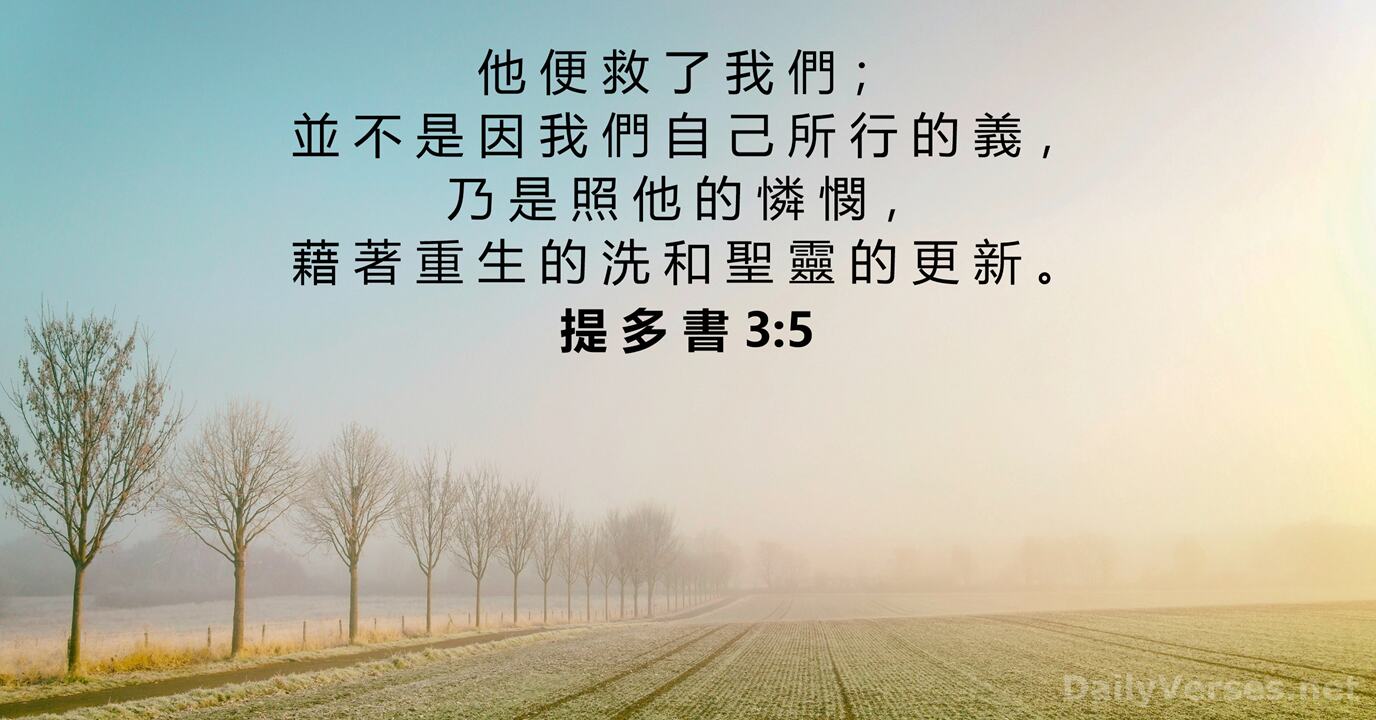 他便救了我們；
並不是因我們自己所行的義，
乃是照他的憐憫，
藉著重生的洗和聖靈的更新。
提多書 3:5
DailyVerses.net